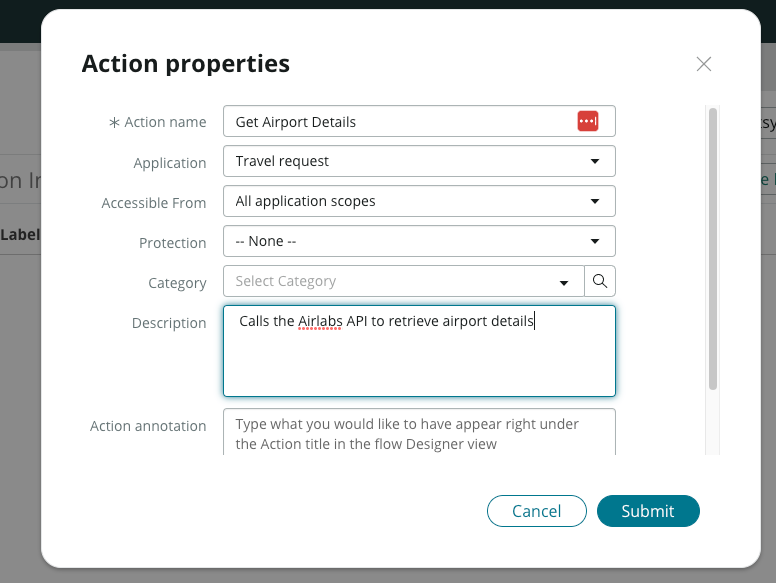 Action properties
* Action name
Get Airport Details
Application
Travel request
Accessible From
All application scopes
Protection
-- None --
Category
Select Category
Description
Calls the Airlabs API to retrieve airport details
Action annotation
Type what you would like to have appear right under
the Action title in the flow Designer view
Cancel
Submit
Label